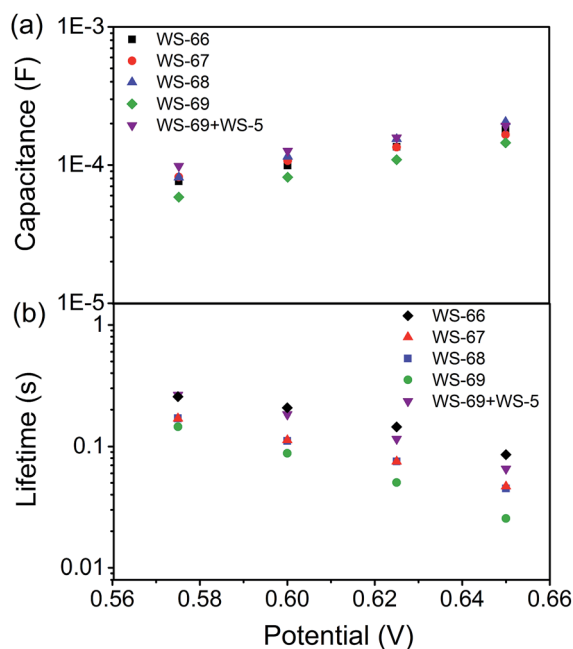 (a)
1E-3
WS-66
WS-67
WS-68
WS-69
WS-69+WS-5
1E-4
1E-5
Capacitance (F)
(b)
1
WS-66
WS-67
WS-68
WS-69
WS-69+WS-5
0.1
0.01
Lifetime (s)
0.56 0.58 0.60 0.62 0.64 0.66
Potential (V)